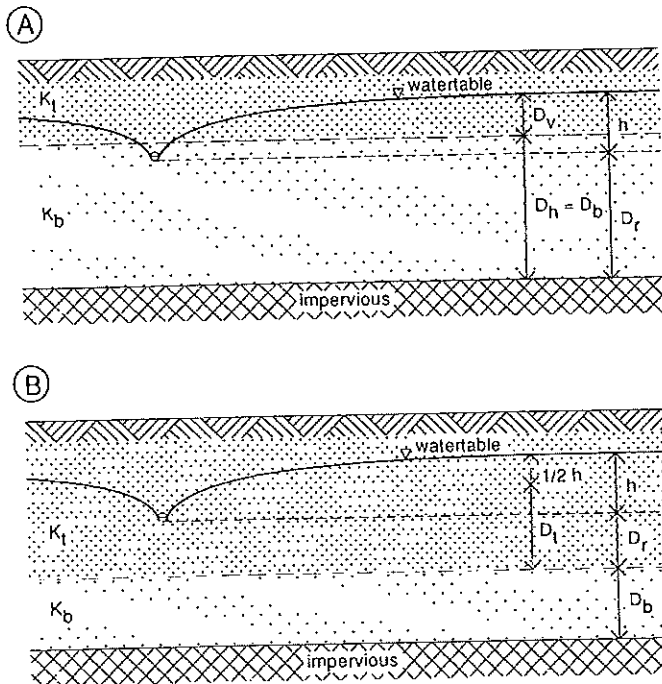 A
K_t
watertable
D_v
h
K_b
D_h = D_b
D_r
impervious
B
watertable
1/2 h
h
K_t
D_t
D_r
K_b
D_b
impervious